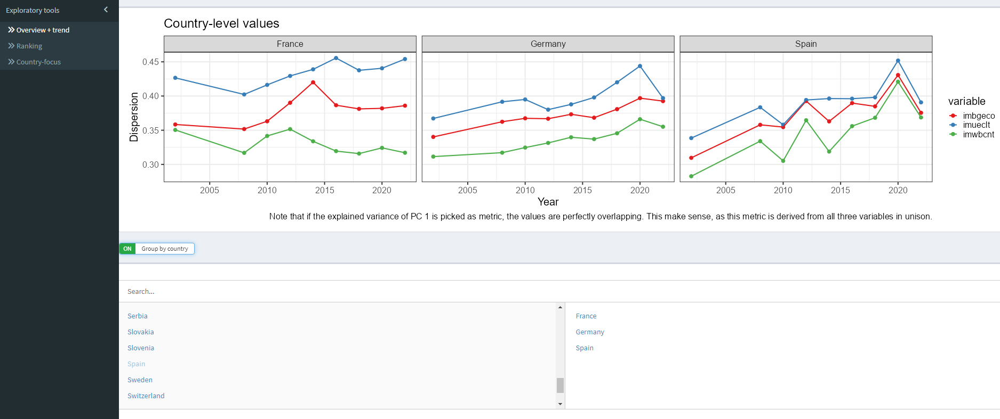 Exploratory tools
Overview + trend
Ranking
Country-focus
Country-level values
France
Germany
Spain
Dispersion
0.45
0.40
0.35
0.30
2005 2010 2015 2020
2005 2010 2015 2020
2005 2010 2015 2020
Year
variable
imbgeco
imueclt
imwbcnt
Note that if the explained variance of PC 1 is picked as metric, the values are perfectly overlapping. This make sense, as this metric is derived from all three variables in unison.
ON Group by country
Search...
Serbia
Slovakia
Slovenia
Spain
Sweden
Switzerland
France
Germany
Spain